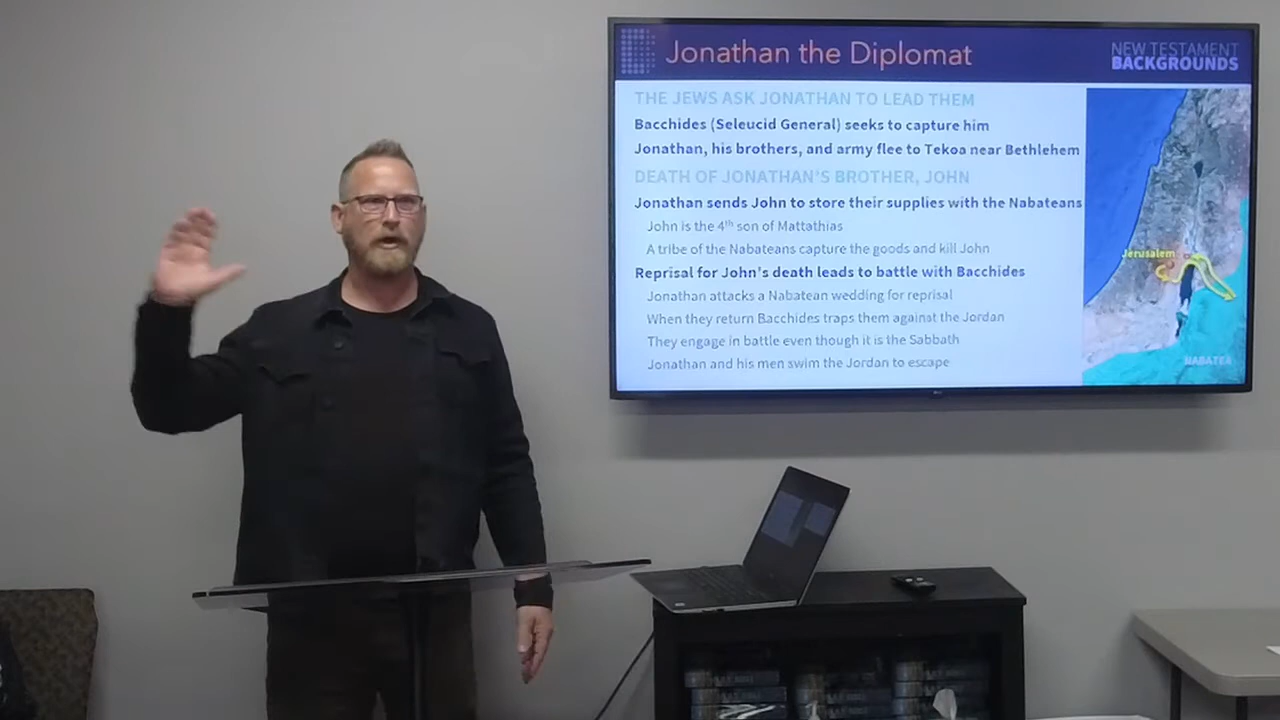 Jonathan the Diplomat
NEW TESTAMENT
BACKGROUNDS
THE JEWS ASK JONATHAN TO LEAD THEM
Bacchides (Seleucid General) seeks to capture him
Jonathan, his brothers, and army flee to Tekoa near Bethlehem
DEATH OF JONATHAN'S BROTHER, JOHN
Jonathan sends John to store their supplies with the Nabateans
John is the 4th son of Mattathias
A tribe of the Nabateans capture the goods and kill John
Reprisal for John's death leads to battle with Bacchides
Jonathan attacks a Nabatean wedding for reprisal
When they return Bacchides traps them against the Jordan
They engage in battle even though it is the Sabbath
Jonathan and his men swim the Jordan to escape
Jerusalem
NABATEA